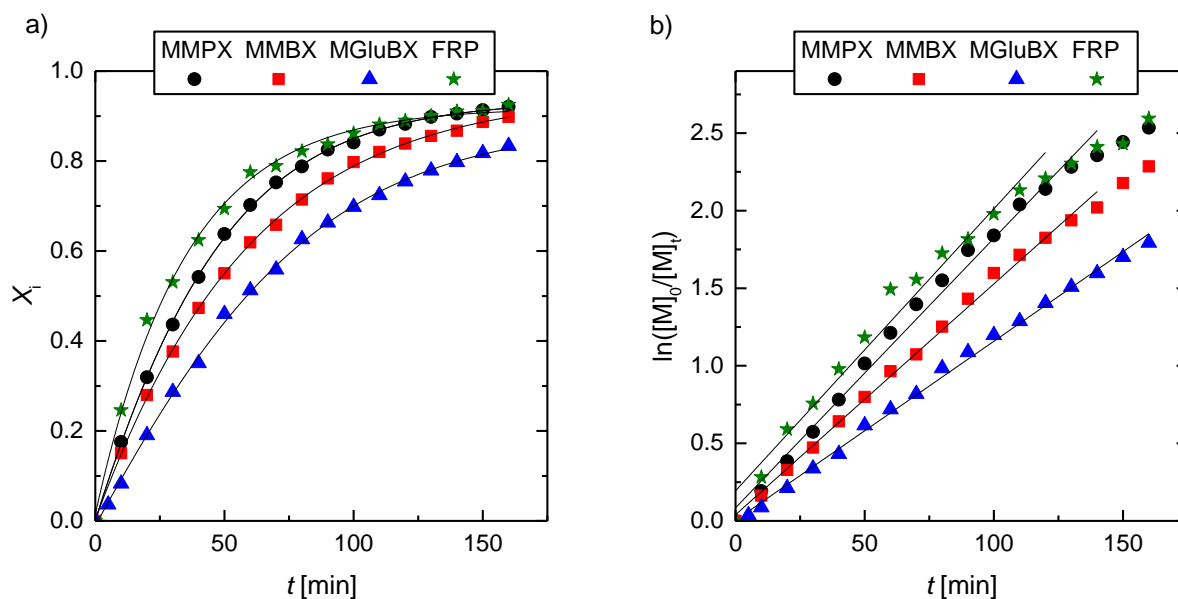 a)
MMPX MMBX MGluBX FRP
1.0
0.8
0.6
0.4
0.2
0.0
X_i
0 50 100 150
t [min]
b)
MMPX MMBX MGluBX FRP
2.5
2.0
1.5
1.0
0.5
0.0
ln([M]_0/[M]_t)
0 50 100 150
t [min]